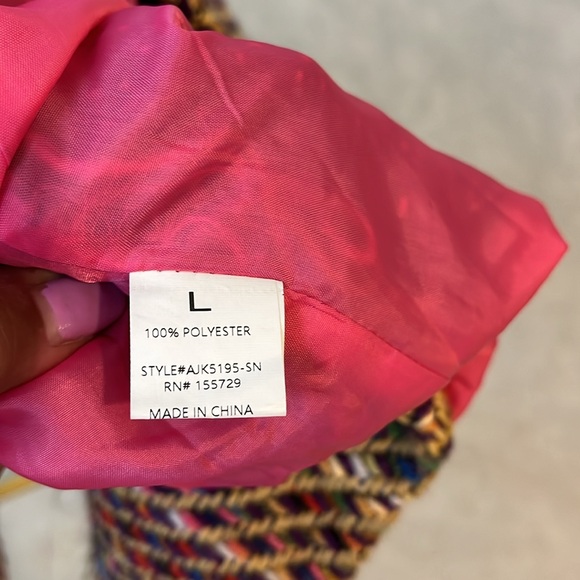 L
100% POLYESTER
STYLE#AJK5195-SN
RN# 155729
MADE IN CHINA